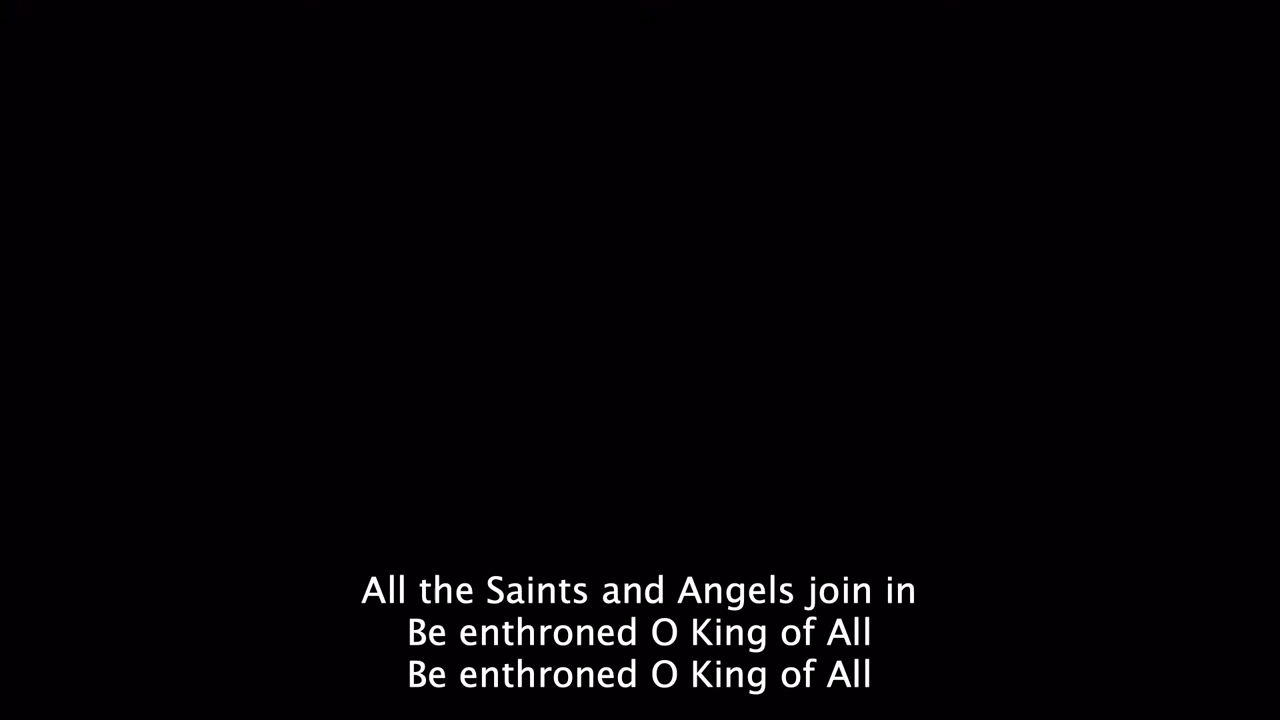 All the Saints and Angels join in
Be enthroned O King of All
Be enthroned O King of All